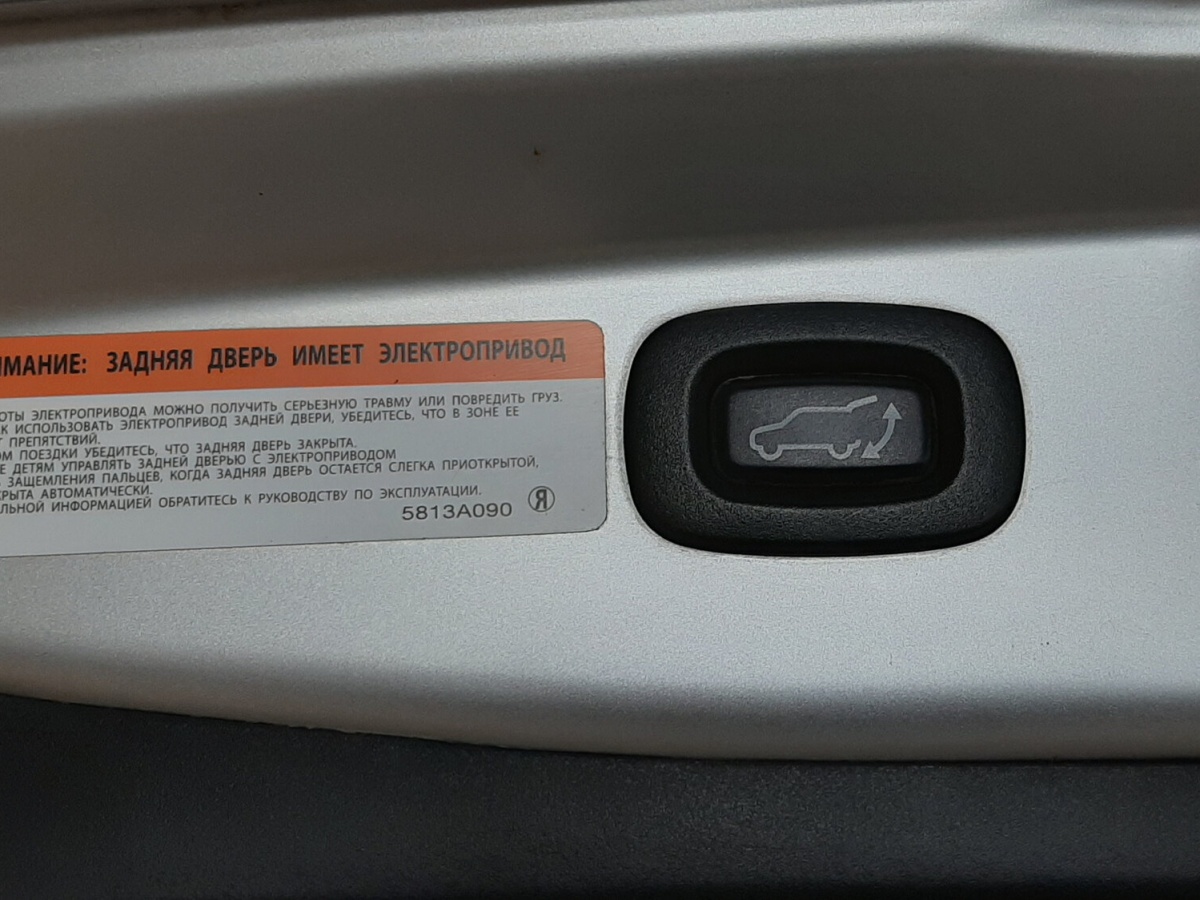 ИМАНИЕ: ЗАДНЯЯ ДВЕРЬ ИМЕЕТ ЭЛЕКТРОПРИВОД
ОТЫ ЭЛЕКТРОПРИВОДА МОЖНО ПОЛУЧИТЬ СЕРЬЕЗНУЮ ТРАВМУ ИЛИ ПОВРЕДИТЬ ГРУЗ.
К ИСПОЛЬЗОВАТЬ ЭЛЕКТРОПРИВОД ЗАДНЕЙ ДВЕРИ, УБЕДИТЕСЬ, ЧТО В ЗОНЕ ЕЕ
Т ПРЕПЯТСТВИЙ.
ОМ ПОЕЗДКИ УБЕДИТЕСЬ, ЧТО ЗАДНЯЯ ДВЕРЬ ЗАКРЫТА.
Е ДЕТЯМ УПРАВЛЯТЬ ЗАДНЕЙ ДВЕРЬЮ С ЭЛЕКТРОПРИВОДОМ
ЗАЩЕМЛЕНИЯ ПАЛЬЦЕВ, КОГДА ЗАДНЯЯ ДВЕРЬ ОСТАЕТСЯ СЛЕГКА ПРИОТКРЫТОЙ,
КРЫТА АВТОМАТИЧЕСКИ.
ЛЬНОЙ ИНФОРМАЦИЕЙ ОБРАТИТЕСЬ К РУКОВОДСТВУ ПО ЭКСПЛУАТАЦИИ.
5813A090 Я